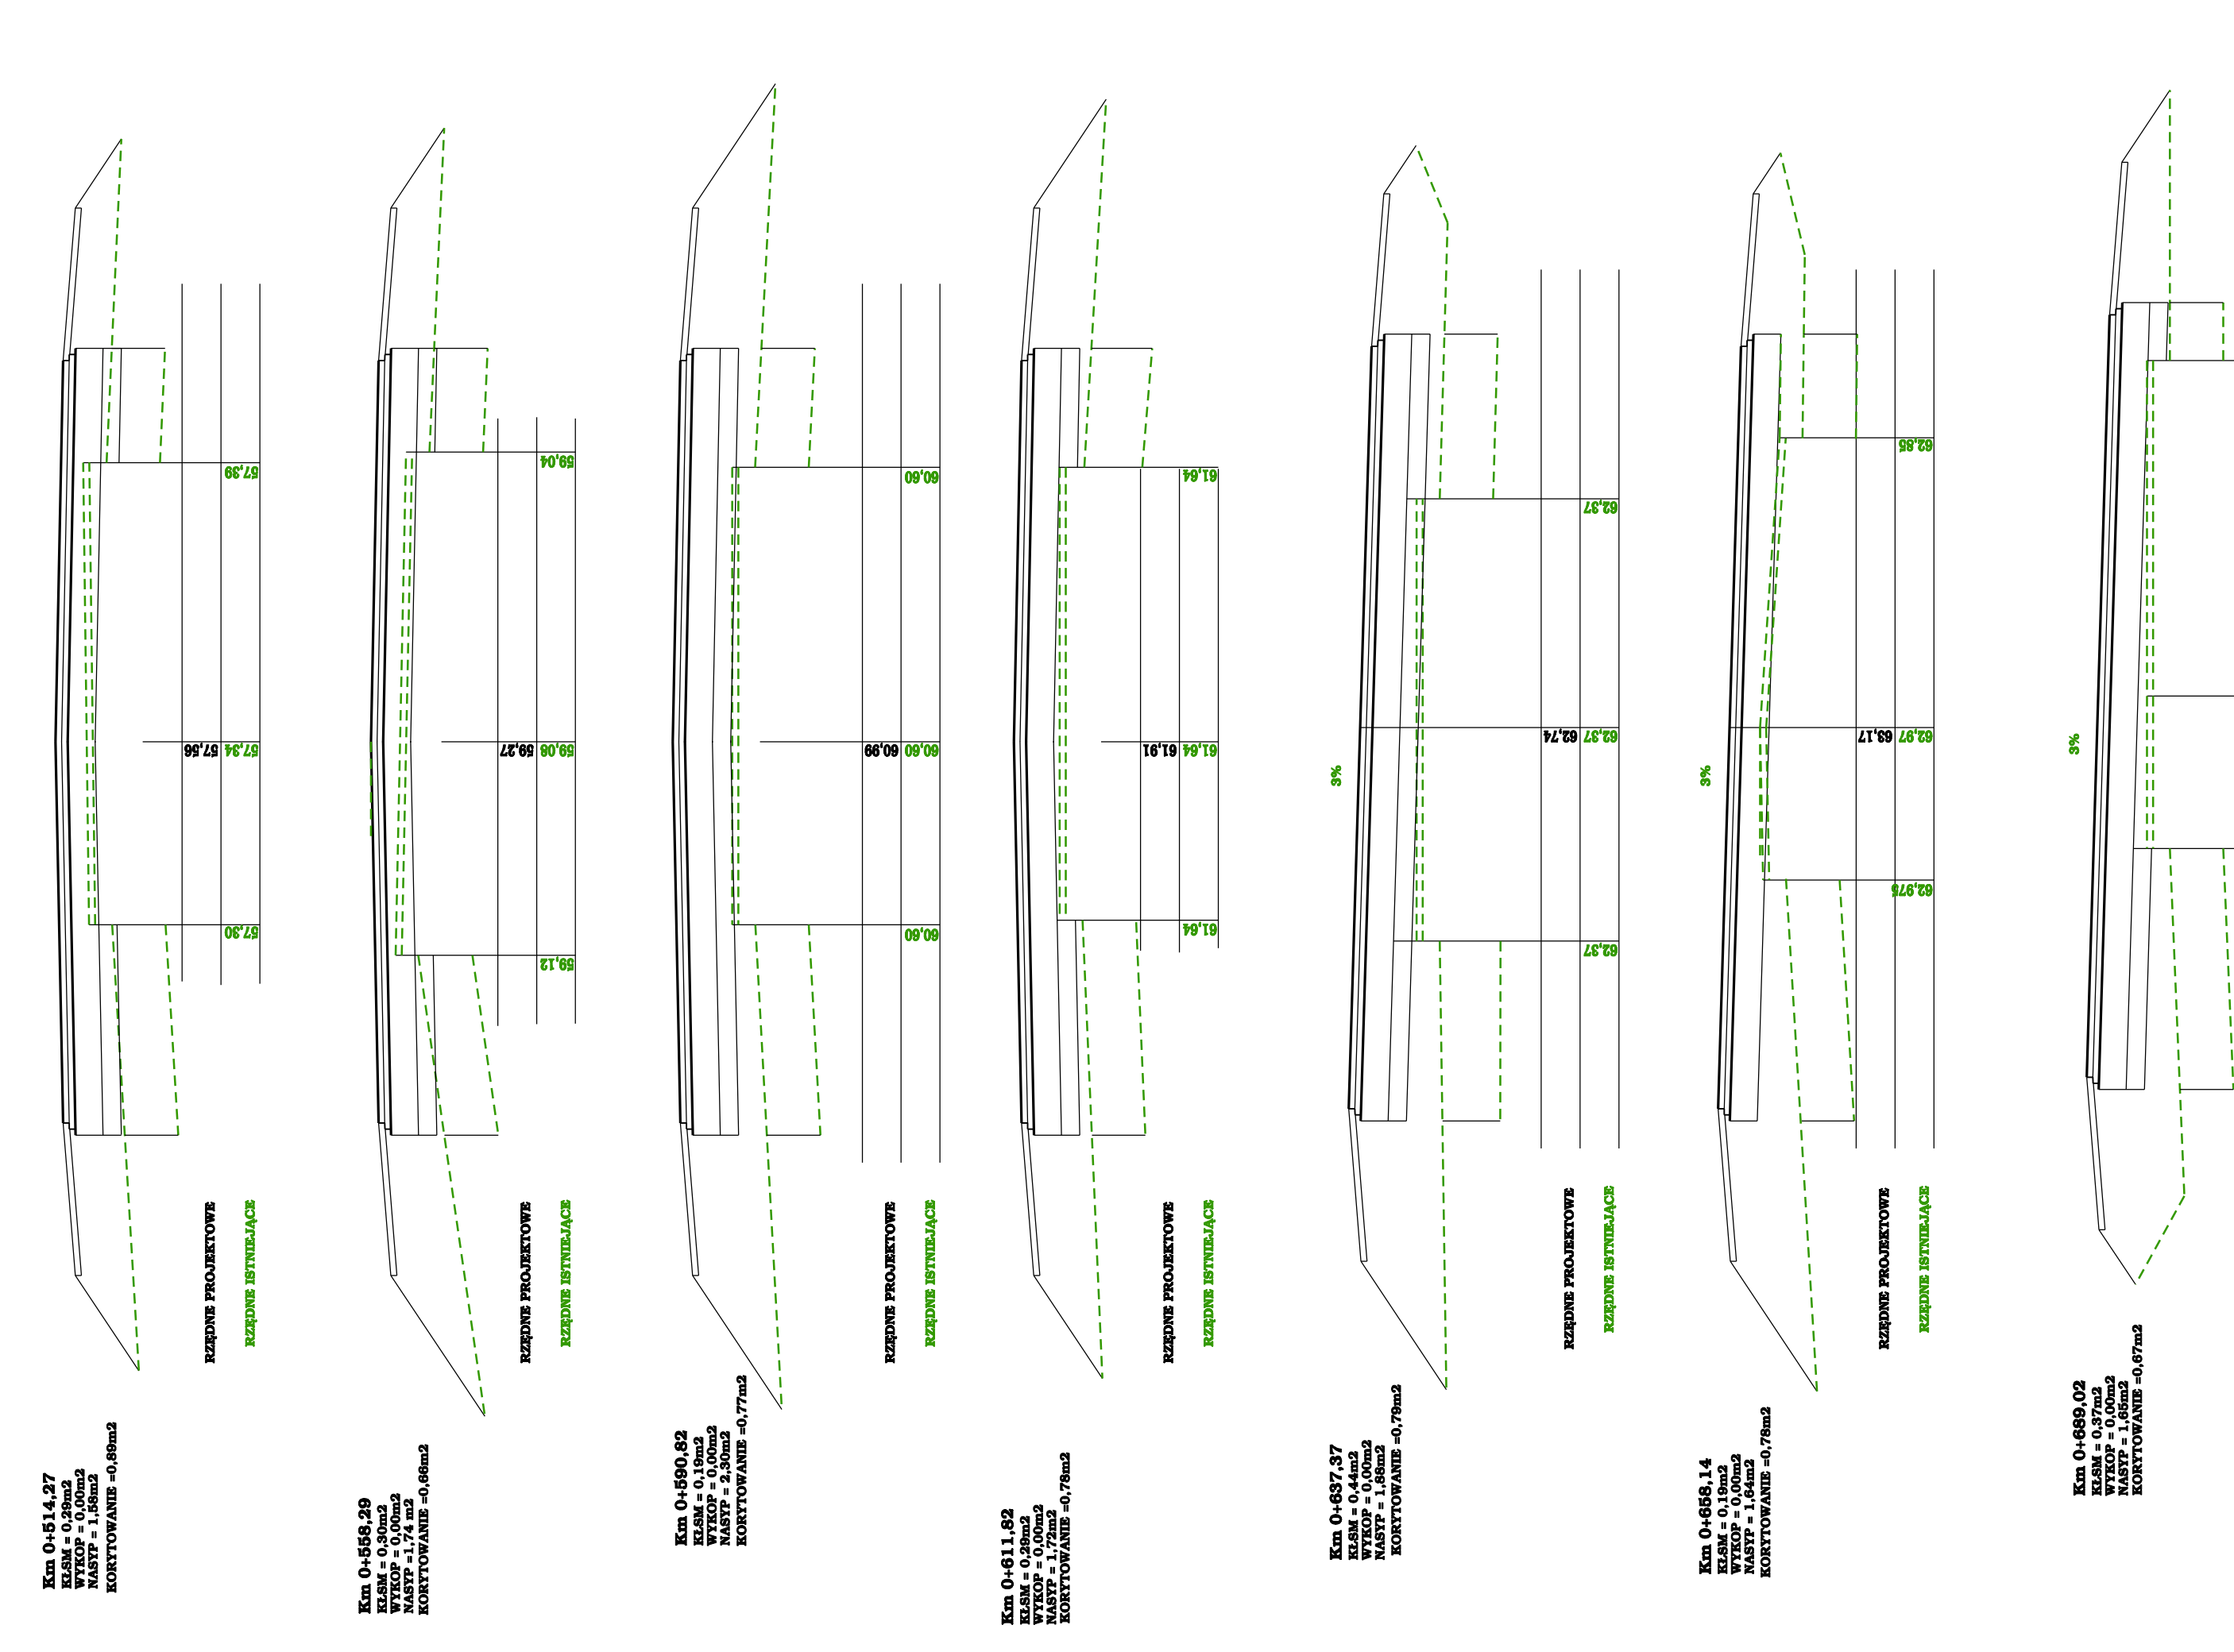 Km 0+514,27
KŁSM = 0,29m2
WYKOP = 0,00m2
NASYP = 1,58m2
KORYTOWANIE =0,89m2
RZĘDNE PROJEKTOWE
RZĘDNE ISTNIEJĄCE
57,56
57,39
57,34
57,30
Km 0+558,29
KŁSM = 0,30m2
WYKOP = 0,00m2
NASYP =1,74 m2
KORYTOWANIE =0,66m2
RZĘDNE PROJEKTOWE
RZĘDNE ISTNIEJĄCE
59,27
59,04
59,08
59,12
Km 0+590,82
KŁSM = 0,19m2
WYKOP = 0,00m2
NASYP = 2,30m2
KORYTOWANIE =0,77m2
RZĘDNE PROJEKTOWE
RZĘDNE ISTNIEJĄCE
60,99
60,60
60,60
60,60
Km 0+611,82
KŁSM = 0,29m2
WYKOP = 0,00m2
NASYP = 1,72m2
KORYTOWANIE =0,78m2
RZĘDNE PROJEKTOWE
RZĘDNE ISTNIEJĄCE
61,91
61,64
61,64
61,64
Km 0+637,37
KŁSM = 0,44m2
WYKOP = 0,00m2
NASYP = 1,88m2
KORYTOWANIE =0,79m2
3%
RZĘDNE PROJEKTOWE
RZĘDNE ISTNIEJĄCE
62,74
62,37
62,37
62,37
Km 0+658,14
KŁSM = 0,19m2
WYKOP = 0,00m2
NASYP = 1,64m2
KORYTOWANIE =0,78m2
3%
RZĘDNE PROJEKTOWE
RZĘDNE ISTNIEJĄCE
63,17
62,85
62,97
62,975
Km 0+689,02
KŁSM = 0,37m2
WYKOP = 0,00m2
NASYP = 1,65m2
KORYTOWANIE =0,67m2
3%